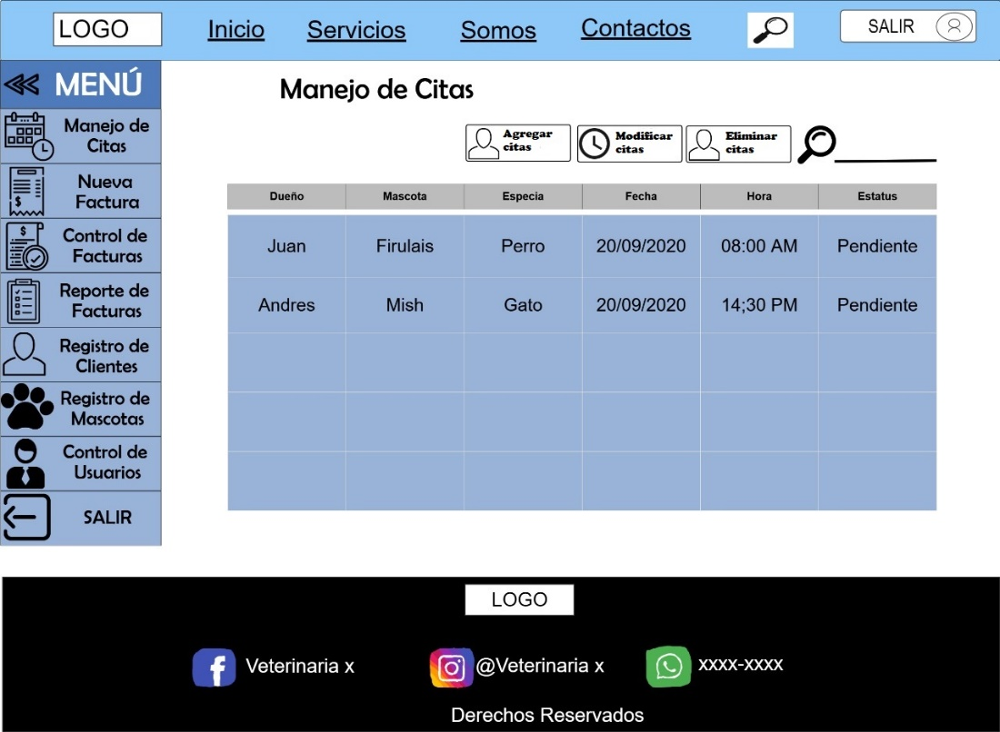 LOGO Inicio Servicios Somos Contactos SALIR
MENÚ
Manejo de
Citas
Nueva
Factura
Control de
Facturas
Reporte de
Facturas
Registro de
Clientes
Registro de
Mascotas
Control de
Usuarios
SALIR
Manejo de Citas
Agregar
citas
Modificar
citas
Eliminar
citas
Dueño Mascota Especia Fecha Hora Estatus
Juan Firulais Perro 20/09/2020 08:00 AM Pendiente
Andres Mish Gato 20/09/2020 14;30 PM Pendiente
LOGO
Veterinaria x @Veterinaria x xxxx-xxxx
Derechos Reservados